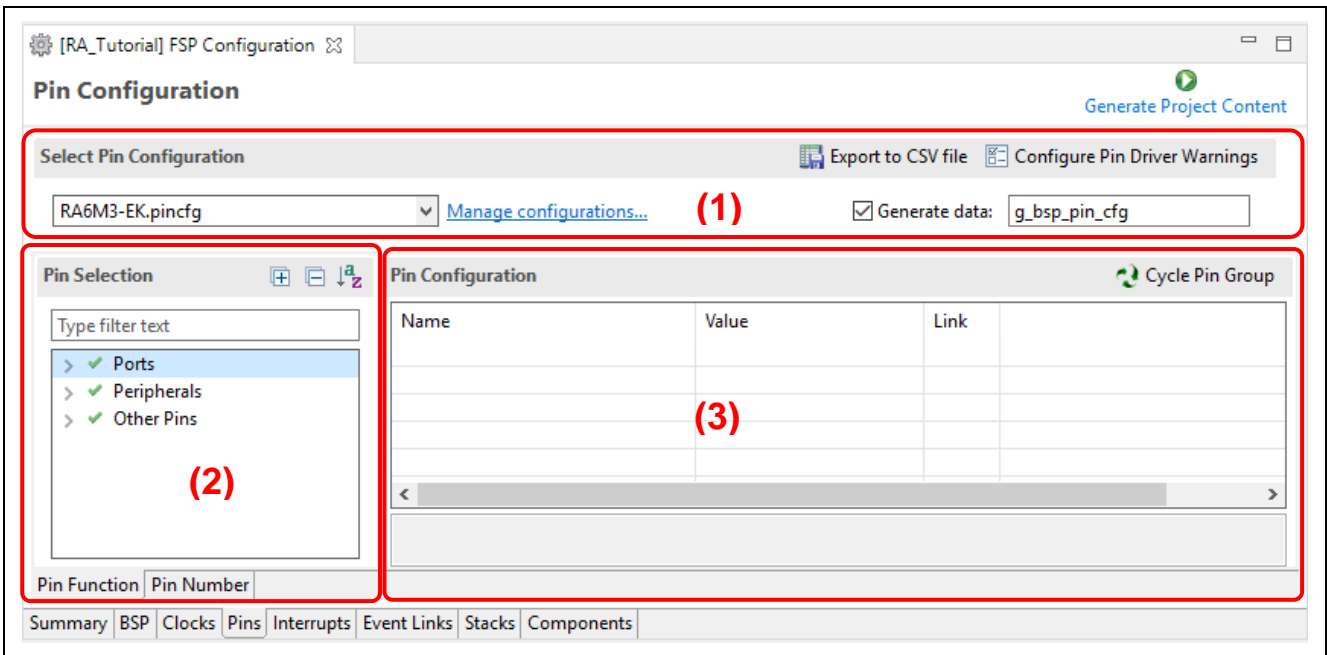 [RA_Tutorial] FSP Configuration
Pin Configuration
Generate Project Content
Select Pin Configuration Export to CSV file Configure Pin Driver Warnings
RA6M3-EK.pincfg Manage configurations... (1) Generate data: g_bsp_pin_cfg
Pin Selection
Type filter text
Ports
Peripherals
Other Pins
(2)
Pin Function Pin Number
Pin Configuration Cycle Pin Group
Name Value Link
(3)
Summary BSP Clocks Pins Interrupts Event Links Stacks Components